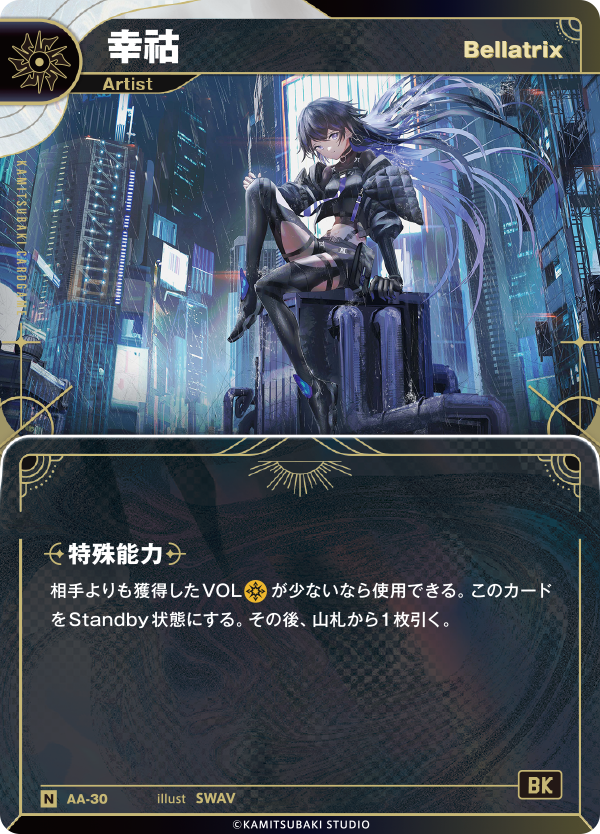 幸祜
Bellatrix
Artist
KAMITSUBAKI CARDGAME
特殊能力
相手よりも獲得したVOLが少ないなら使用できる。このカード
をStandby状態にする。その後、山札から1枚引く。
BK
N AA-30 illust SWAV
©KAMITSUBAKI STUDIO